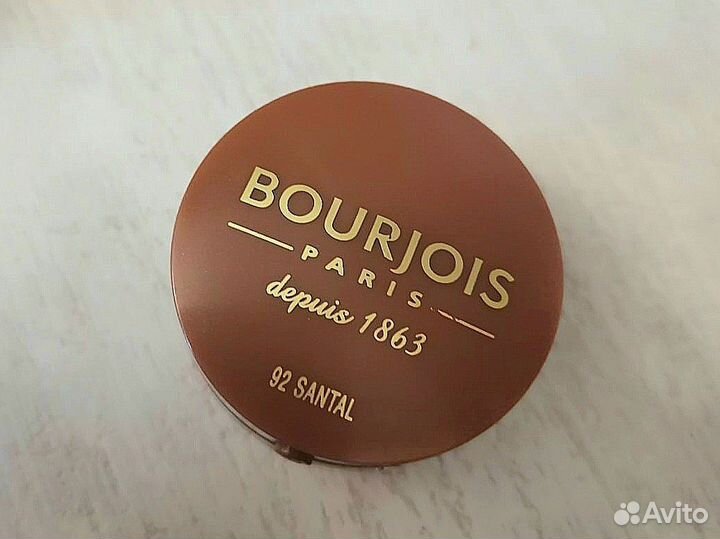 BOURJOIS
PARIS
depuis 1863
92 SANTAL
Avito